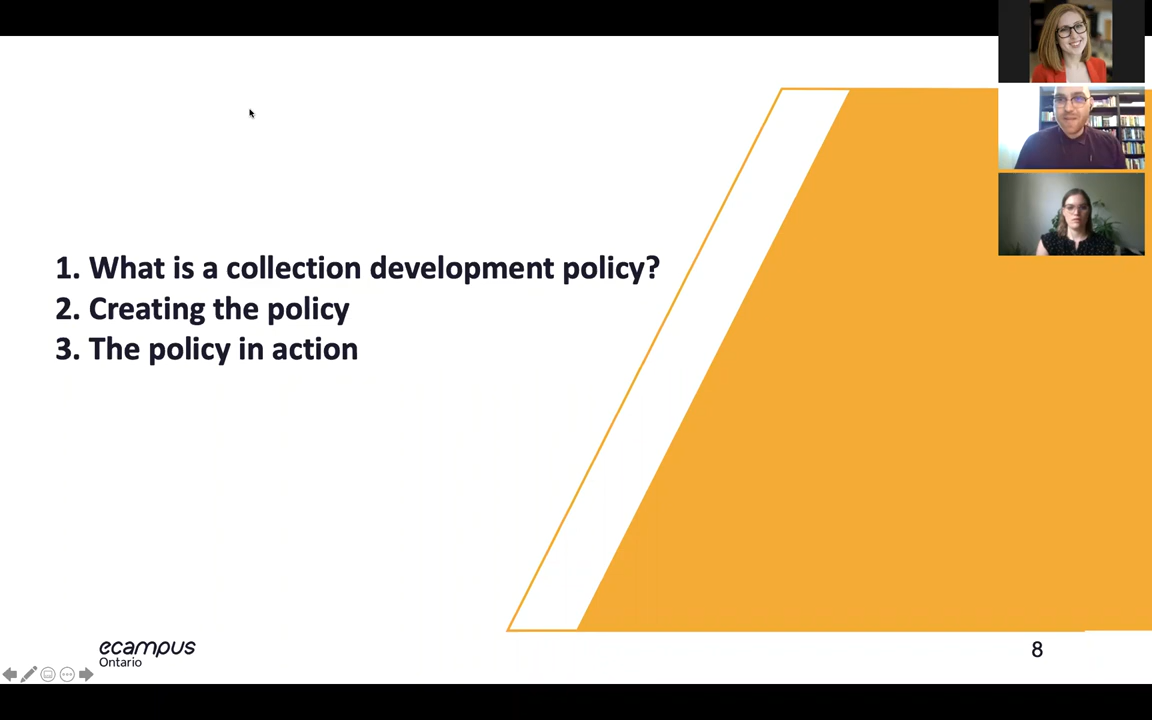 1. What is a collection development policy?
2. Creating the policy
3. The policy in action
ecampus
Ontario
8